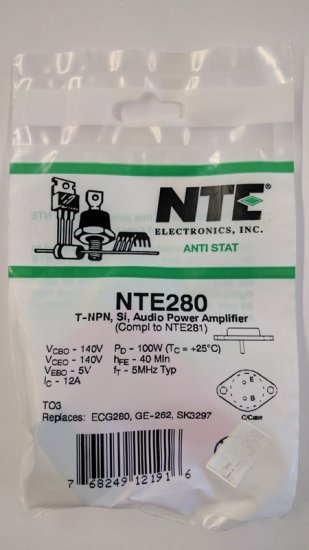 NTE®
ELECTRONICS, INC.
ANTI STAT
NTE280
T-NPN, Si, Audio Power Amplifier
(Compl to NTE281)
VCBO - 140V PD - 100W (TC = +25°C)
VCEO - 140V hFE - 40 Min
VEBO - 5V fT - 5MHz Typ
IC - 12A
TO3
Replaces: ECG280, GE-262, SK3297
E
B
C/Case
7 68249 12191 6